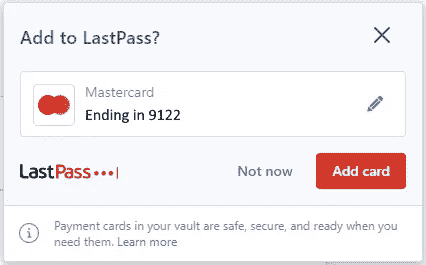 Add to LastPass?
Mastercard
Ending in 9122
LastPass
Not now
Add card
Payment cards in your vault are safe, secure, and ready when you
need them. Learn more